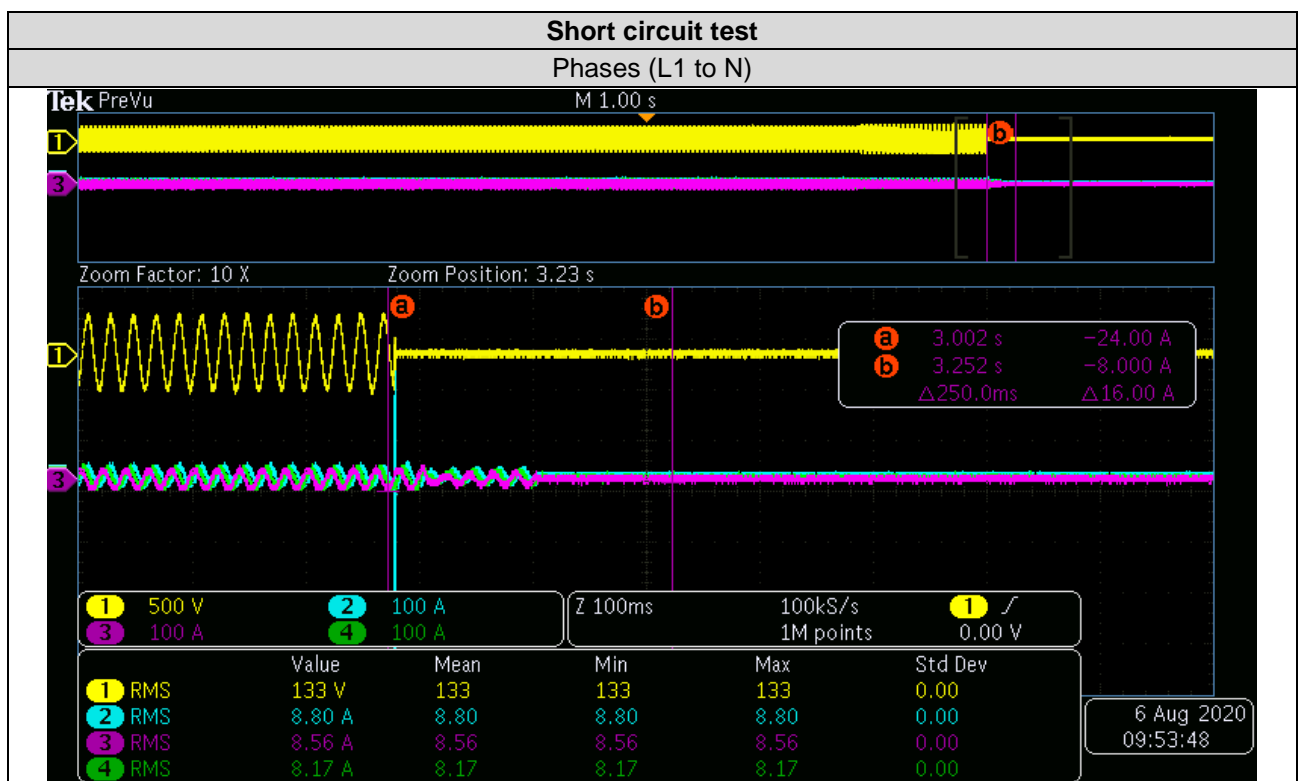 Short circuit test
Phases (L1 to N)
Tek PreVu M 1.00 s
1
b
3
Zoom Factor: 10 X Zoom Position: 3.23 s
a b
1
a 3.002 s -24.00 A
b 3.252 s -8.000 A
△250.0ms △16.00 A
3
1 500 V 2 100 A Z 100ms 100kS/s 1 /
3 100 A 4 100 A 1M points 0.00 V
Value Mean Min Max Std Dev
1 RMS 133 V 133 133 133 0.00
2 RMS 8.80 A 8.80 8.80 8.80 0.00
3 RMS 8.56 A 8.56 8.56 8.56 0.00
4 RMS 8.17 A 8.17 8.17 8.17 0.00
6 Aug 2020
09:53:48